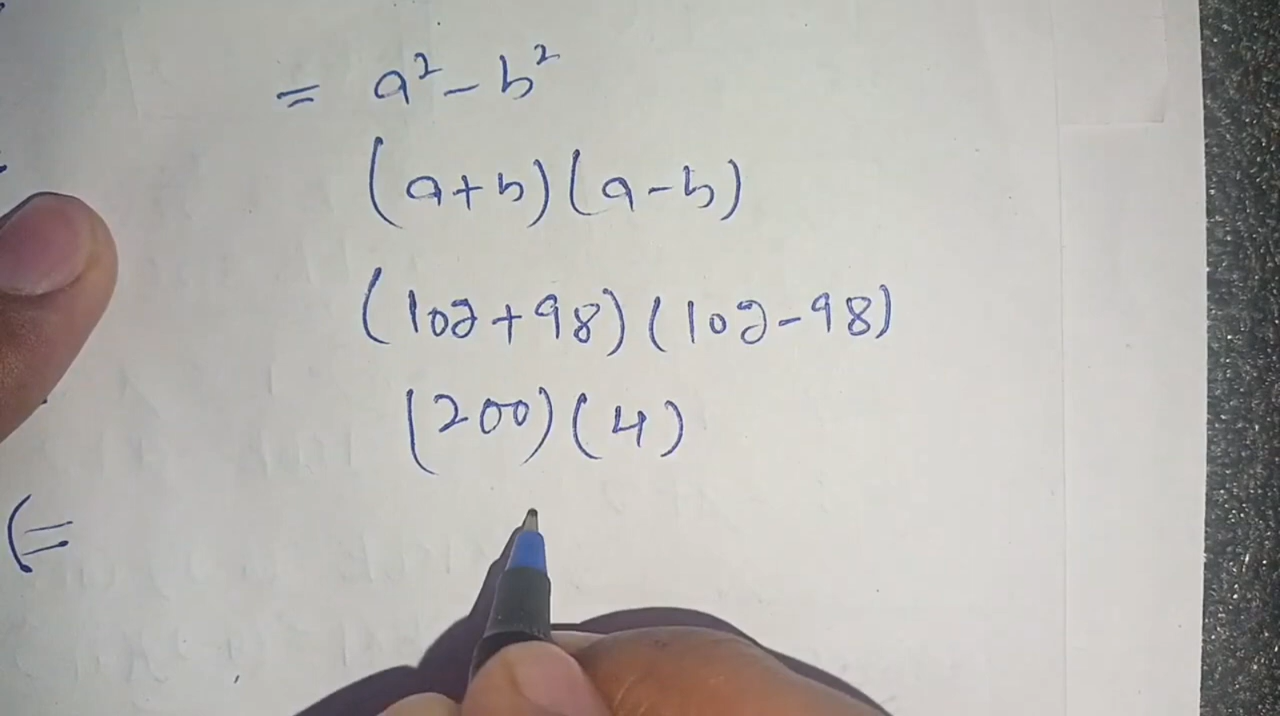 = a² - b²
(a+b)(a-b)
(102+98)(102-98)
(200)(4)
(=